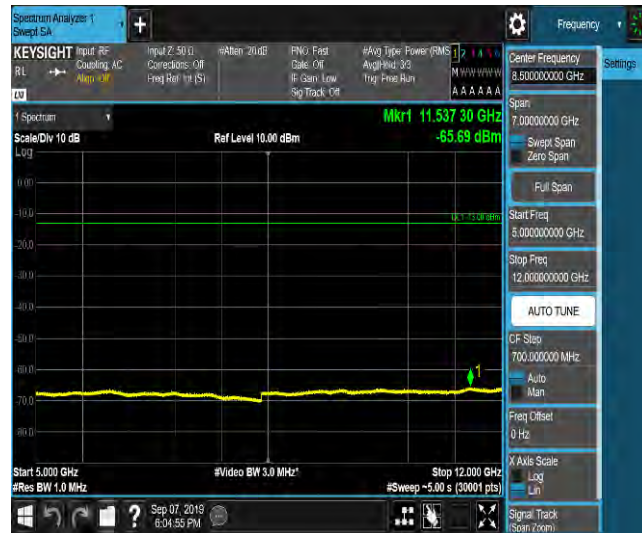 Spectrum Analyzer 1
Swept SA
Frequency
KEYSIGHT
Input: RF
Coupling: AC
Align: Off
Input Z: 50 Ω
Corrections: Off
Freq Ref: Int (S)
#Atten: 20 dB
PNO: Fast
Gate: Off
IF Gain: Low
Sig Track: Off
#Avg Type: Power (RMS
Avg|Hold: 3/3
Trig: Free Run
1 2 3 4 5 6
M W W W W W
A A A A A A
RL
LXI
1 Spectrum
Mkr1 11.537 30 GHz
Scale/Div 10 dB
Ref Level 10.00 dBm
-65.69 dBm
Log
0.00
-10.0
DL1 -13.00 dBm
-20.0
-30.0
-40.0
-50.0
-60.0
1
-70.0
-80.0
Start 5.000 GHz
#Video BW 3.0 MHz*
Stop 12.000 GHz
#Res BW 1.0 MHz
#Sweep ~5.00 s (30001 pts)
Sep 07, 2019
6:04:55 PM
Center Frequency
8.500000000 GHz
Settings
Span
7.00000000 GHz
Swept Span
Zero Span
Full Span
Start Freq
5.000000000 GHz
Stop Freq
12.000000000 GHz
AUTO TUNE
CF Step
700.000000 MHz
Auto
Man
Freq Offset
0 Hz
X Axis Scale
Log
Lin
Signal Track
(Span Zoom)